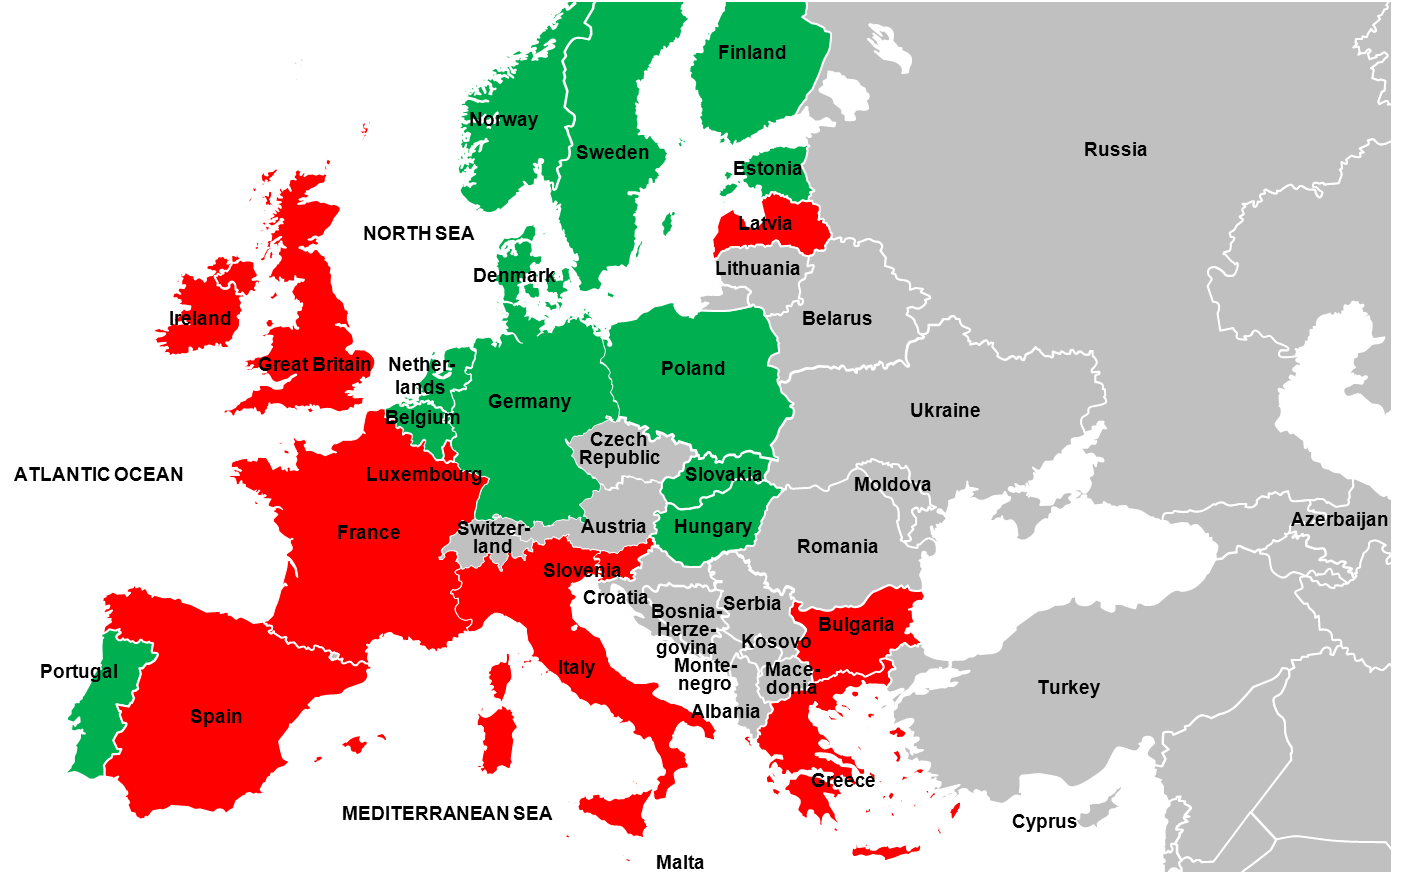 Finland
Norway
Sweden
Russia
Estonia
Latvia
NORTH SEA
Lithuania
Denmark
Ireland
Belarus
Great Britain
Nether-
lands
Poland
Germany
Belgium
Ukraine
Czech
Republic
ATLANTIC OCEAN
Luxembourg
Slovakia
Moldova
France
Switzer-
land
Austria
Hungary
Azerbaijan
Romania
Slovenia
Croatia
Serbia
Bosnia-
Herze-
govina
Bulgaria
Kosovo
Portugal
Italy
Monte-
negro
Mace-
donia
Turkey
Spain
Albania
Greece
MEDITERRANEAN SEA
Cyprus
Malta